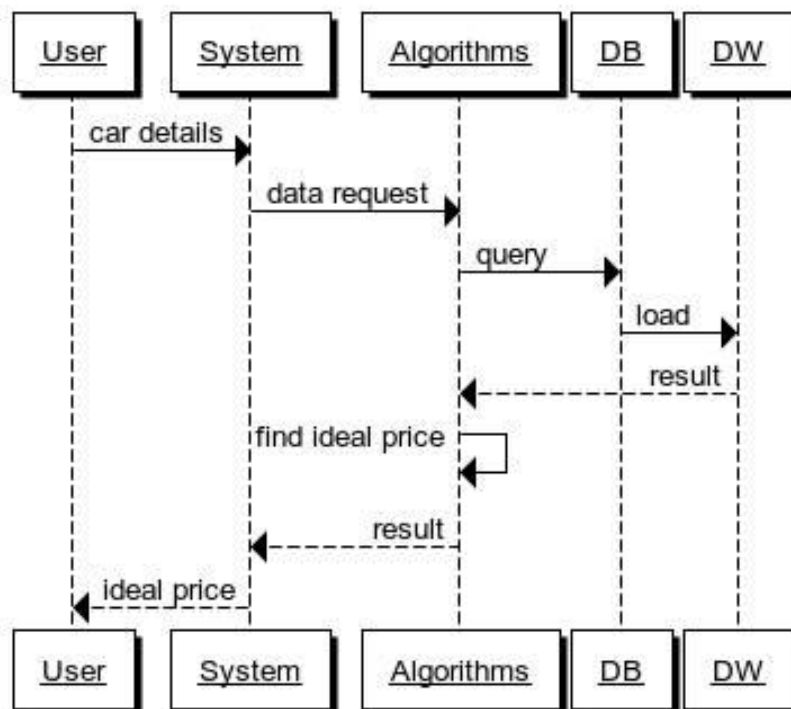 User System Algorithms DB DW
car details
data request
query
load
result
find ideal price
result
ideal price
User System Algorithms DB DW